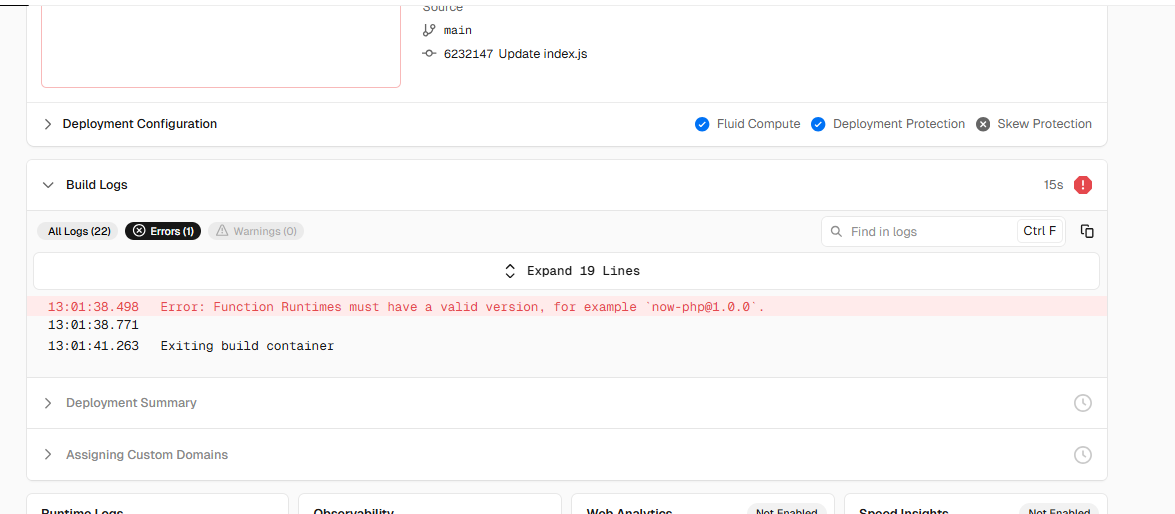 Source
main
6232147 Update index.js
Deployment Configuration
Fluid Compute
Deployment Protection
Skew Protection
Build Logs
15s
All Logs (22)
Errors (1)
Warnings (0)
Find in logs
Ctrl F
Expand 19 Lines
13:01:38.498 Error: Function Runtimes must have a valid version, for example `now-php@1.0.0`.
13:01:38.771
13:01:41.263 Exiting build container
Deployment Summary
Assigning Custom Domains
Runtime Logs
Observability
Web Analytics
Not Enabled
Speed Insights
Not Enabled